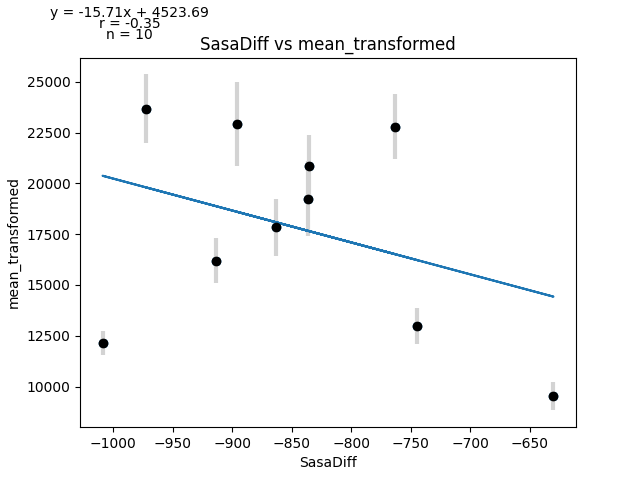 y = -15.71x + 4523.69
r = -0.35
n = 10
SasaDiff vs mean_transformed
25000
22500
20000
17500
15000
12500
10000
mean_transformed
−1000 −950 −900 −850 −800 −750 −700 −650
SasaDiff